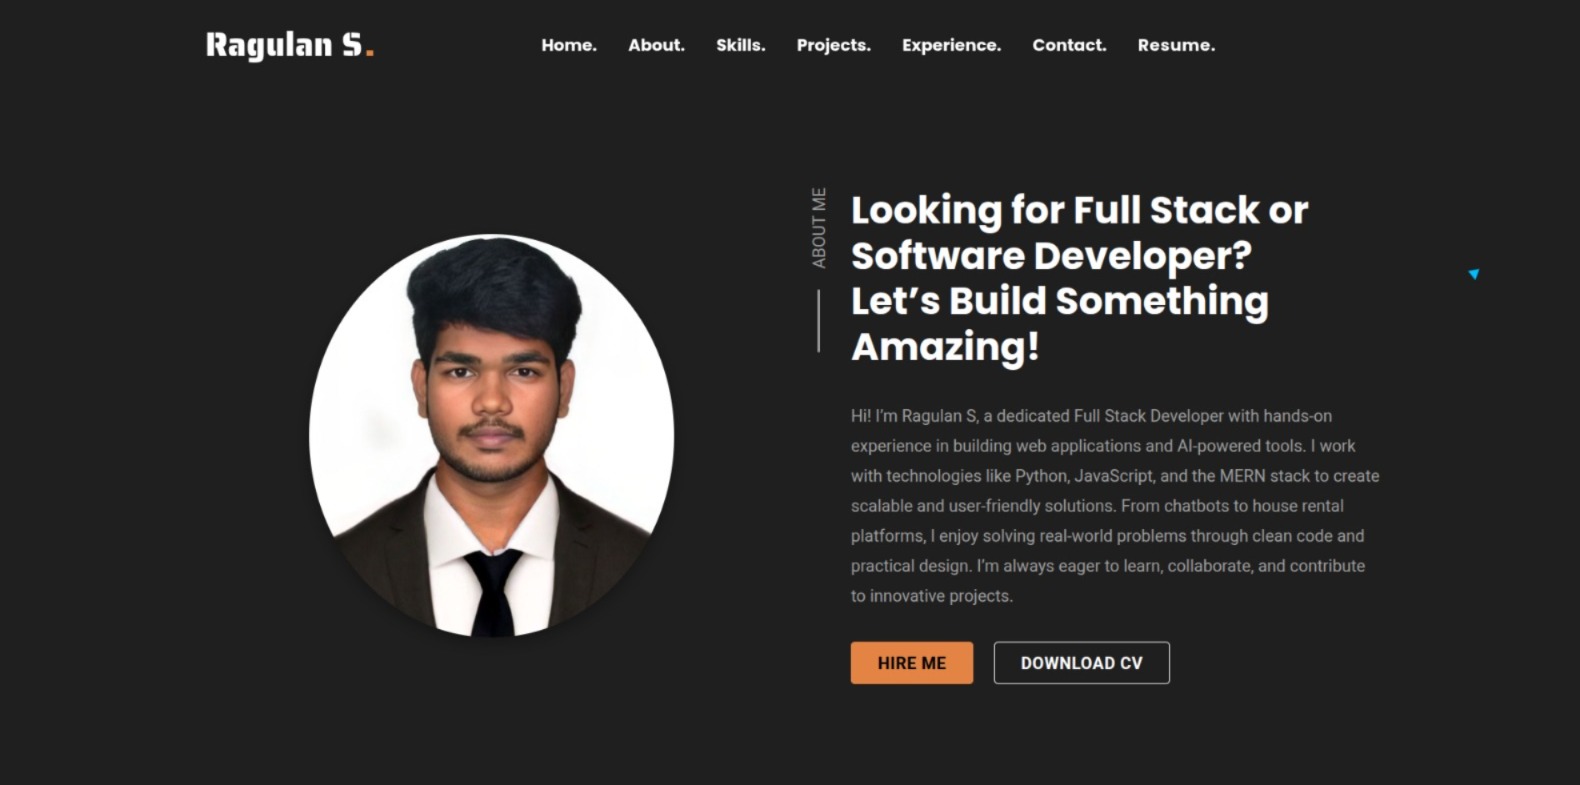 Ragulan S.
Home. About. Skills. Projects. Experience. Contact. Resume.
ABOUT ME
Looking for Full Stack or
Software Developer?
Let’s Build Something
Amazing!
Hi! I’m Ragulan S, a dedicated Full Stack Developer with hands-on
experience in building web applications and AI-powered tools. I work
with technologies like Python, JavaScript, and the MERN stack to create
scalable and user-friendly solutions. From chatbots to house rental
platforms, I enjoy solving real-world problems through clean code and
practical design. I’m always eager to learn, collaborate, and contribute
to innovative projects.
HIRE ME
DOWNLOAD CV